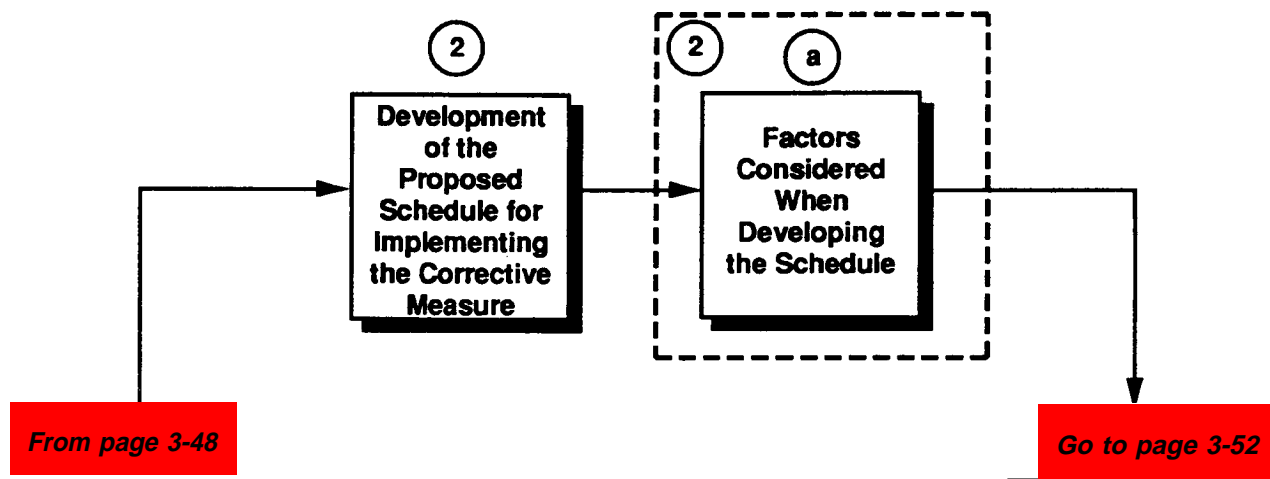 2
Development
of the
Proposed
Schedule for
Implementing
the Corrective
Measure
2
a
Factors
Considered
When
Developing
the Schedule
From page 3-48
Go to page 3-52